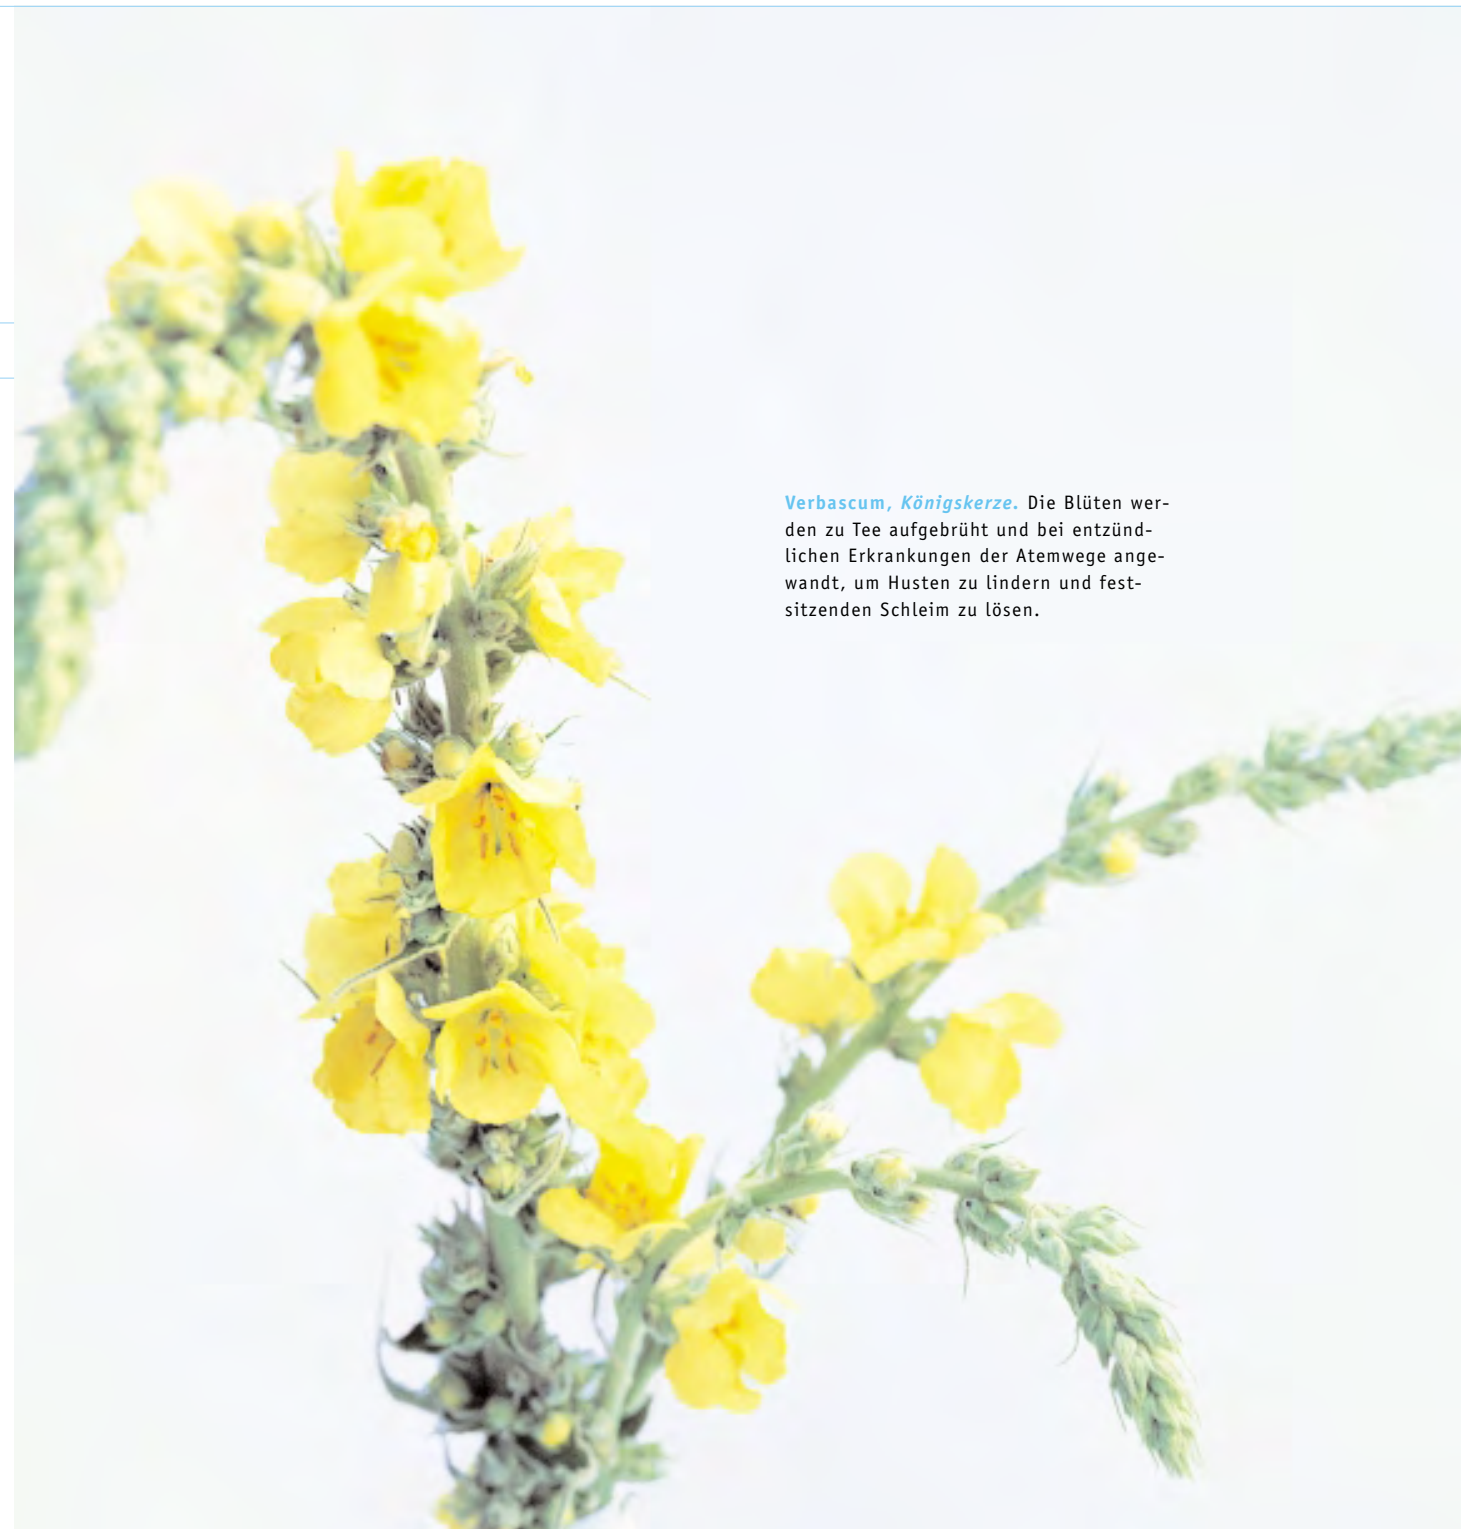 Verbascum, Königskerze. Die Blüten wer-
den zu Tee aufgebrüht und bei entzünd-
lichen Erkrankungen der Atemwege ange-
wandt, um Husten zu lindern und fest-
sitzenden Schleim zu lösen.